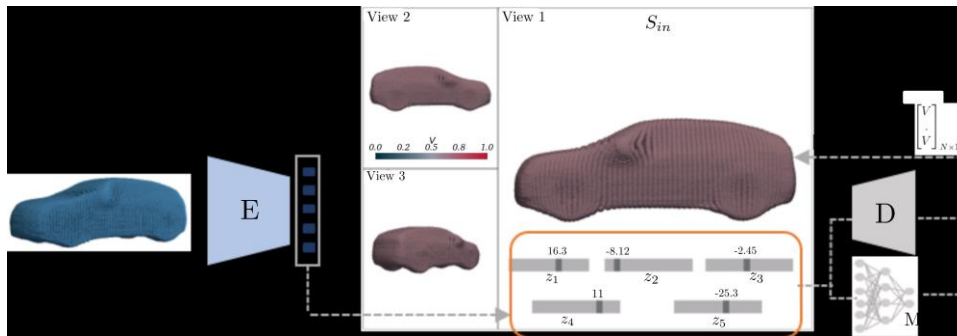 View 2
View 1
S_in
V
0.0 0.2 0.5 0.8 1.0
View 3
E
16.3
z_1
-8.12
z_2
-2.45
z_3
11
z_4
-25.3
z_5
[V
.
V]
D
M